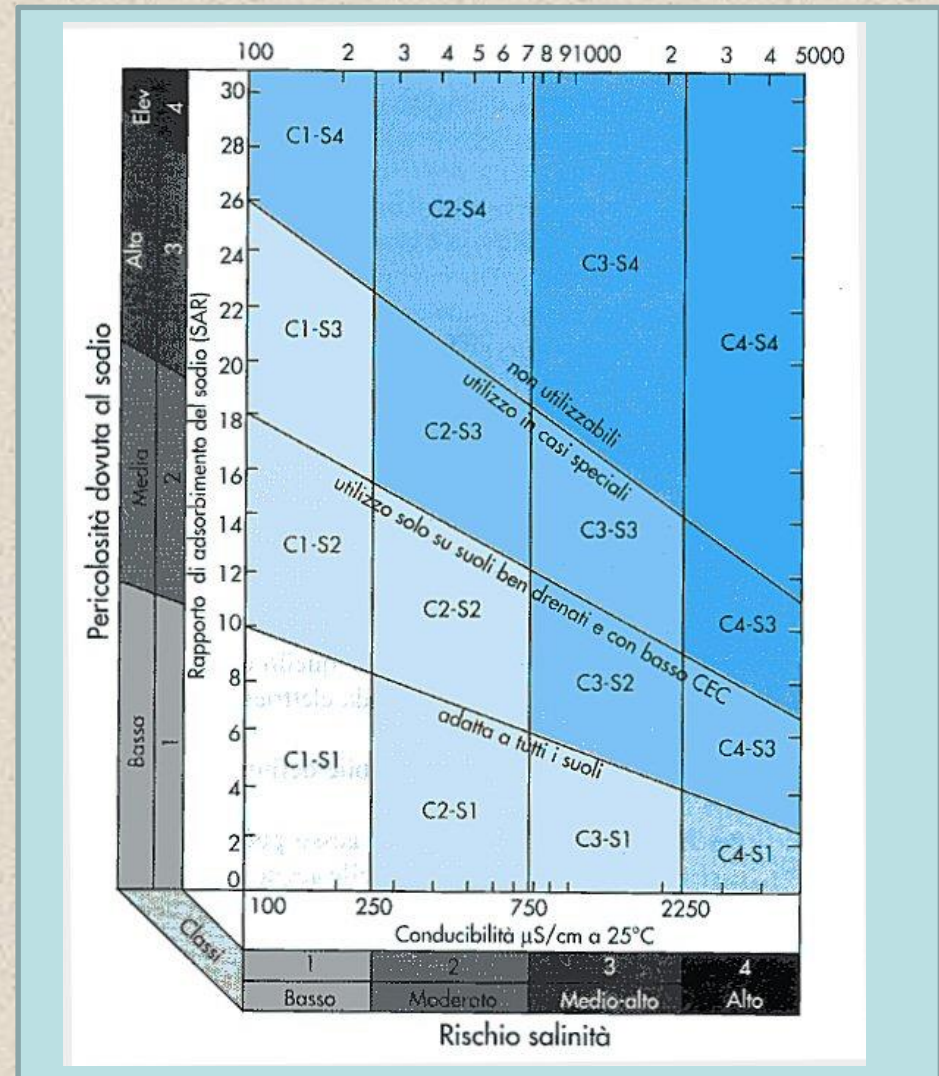 100 2 3 4 5 6 7 8 9 1000 2 3 4 5000
Pericolosità dovuta al sodio
Elev
4
Alta
3
Media
2
Bassa
1
Classi
Rapporto di adsorbimento del sodio (SAR)
30
28
26
24
22
20
18
16
14
12
10
8
6
4
2
0
C1-S4
C2-S4
C3-S4
C4-S4
C1-S3
C2-S3
C3-S3
C4-S3
C1-S2
C2-S2
C3-S2
C4-S3
C1-S1
C2-S1
C3-S1
C4-S1
non utilizzabili
utilizzo in casi speciali
utilizzo solo su suoli ben drenati e con basso CEC
adatta a tutti i suoli
100 250 750 2250
Conducibilità µS/cm a 25°C
1 2 3 4
Basso Moderato Medio-alto Alto
Rischio salinità